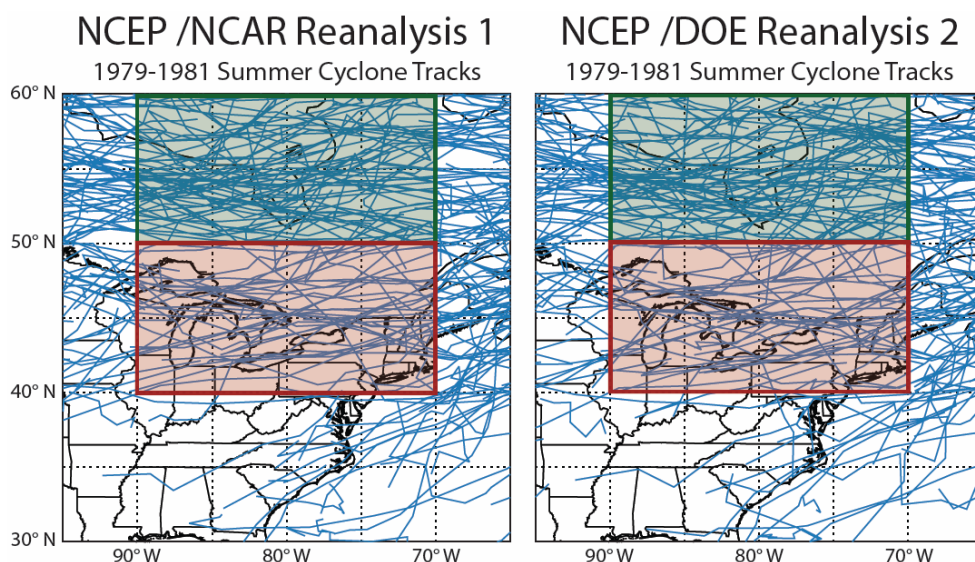 NCEP /NCAR Reanalysis 1
1979-1981 Summer Cyclone Tracks
NCEP /DOE Reanalysis 2
1979-1981 Summer Cyclone Tracks
60° N
50° N
40° N
30° N
90°W
80°W
70°W
90°W
80°W
70°W